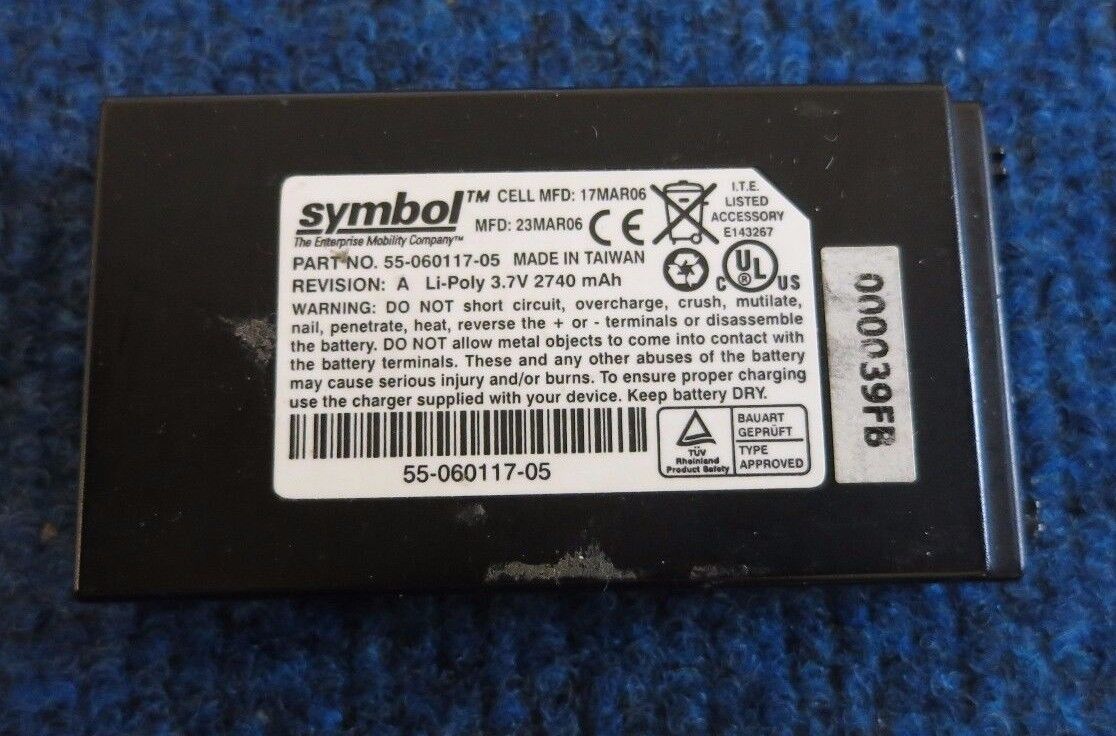 symbol™ CELL MFD: 17MAR06
The Enterprise Mobility Company™ MFD: 23MAR06 CE
I.T.E.
LISTED
ACCESSORY
E143267
PART NO. 55-060117-05 MADE IN TAIWAN
REVISION: A Li-Poly 3.7V 2740 mAh
C UL® US
WARNING: DO NOT short circuit, overcharge, crush, mutilate,
nail, penetrate, heat, reverse the + or - terminals or disassemble
the battery. DO NOT allow metal objects to come into contact with
the battery terminals. These and any other abuses of the battery
may cause serious injury and/or burns. To ensure proper charging
use the charger supplied with your device. Keep battery DRY.
55-060117-05
TÜV
Rheinland
Product Safety
BAUART
GEPRÜFT
TYPE
APPROVED
000039FB